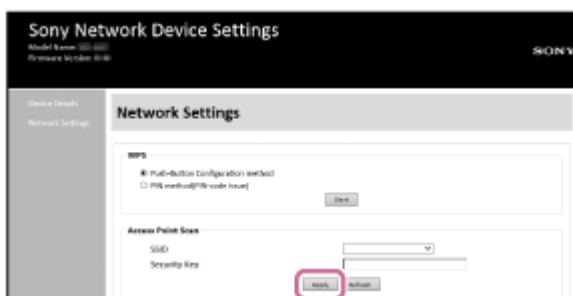 Sony Network Device Settings
Model Name
SONY
Firmware Version
Device Details
Network Settings
Network Settings
WPS
Push-Button Configuration method
PIN method(PIN-code issue)
Start
Access Point Scan
SSID
Security Key
Apply Refresh